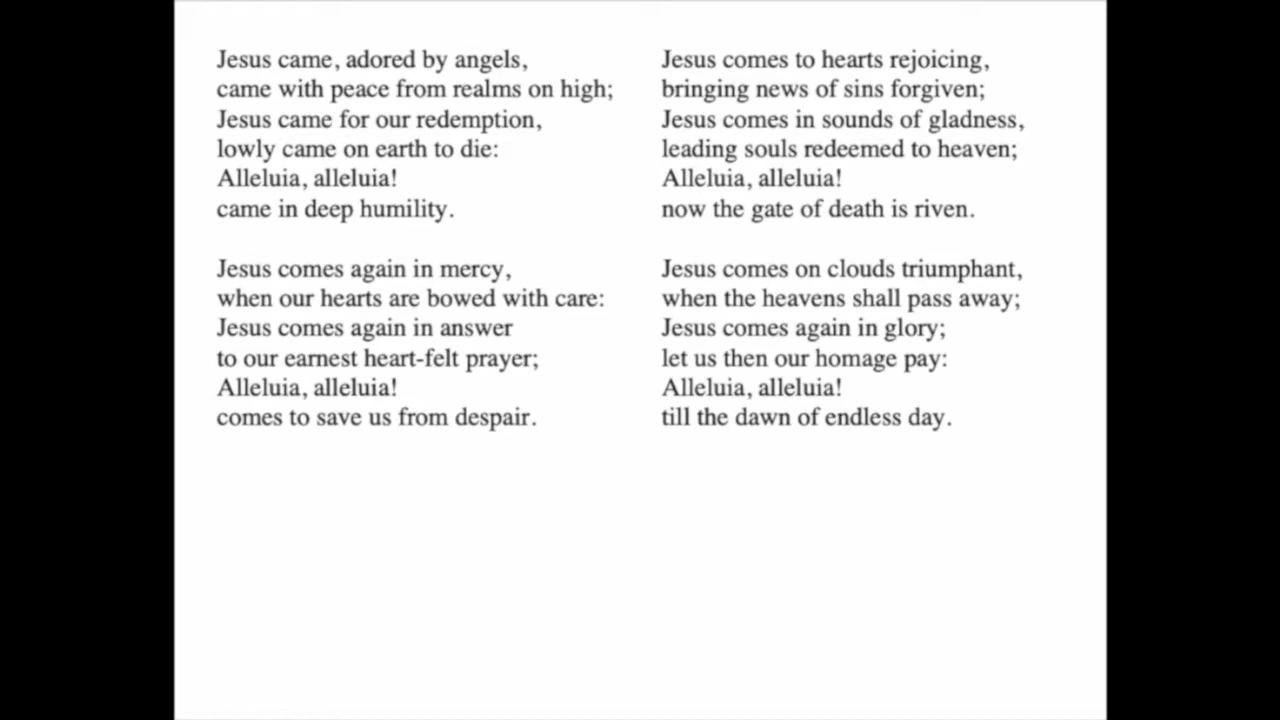 Jesus came, adored by angels,
came with peace from realms on high;
Jesus came for our redemption,
lowly came on earth to die:
Alleluia, alleluia!
came in deep humility.
Jesus comes again in mercy,
when our hearts are bowed with care:
Jesus comes again in answer
to our earnest heart-felt prayer;
Alleluia, alleluia!
comes to save us from despair.
Jesus comes to hearts rejoicing,
bringing news of sins forgiven;
Jesus comes in sounds of gladness,
leading souls redeemed to heaven;
Alleluia, alleluia!
now the gate of death is riven.
Jesus comes on clouds triumphant,
when the heavens shall pass away;
Jesus comes again in glory;
let us then our homage pay:
Alleluia, alleluia!
till the dawn of endless day.